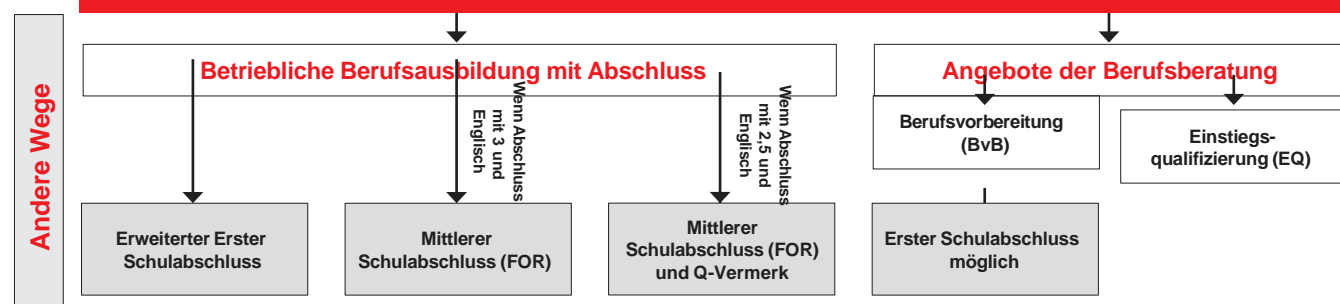 Andere Wege
Betriebliche Berufsausbildung mit Abschluss
Angebote der Berufsberatung
Wenn Abschluss
mit 3 und
Englisch
Wenn Abschluss
mit 2,5 und
Englisch
Berufsvorbereitung
(BvB)
Einstiegs-
qualifizierung (EQ)
Erweiterter Erster
Schulabschluss
Mittlerer
Schulabschluss (FOR)
Mittlerer
Schulabschluss (FOR)
und Q-Vermerk
Erster Schulabschluss
möglich